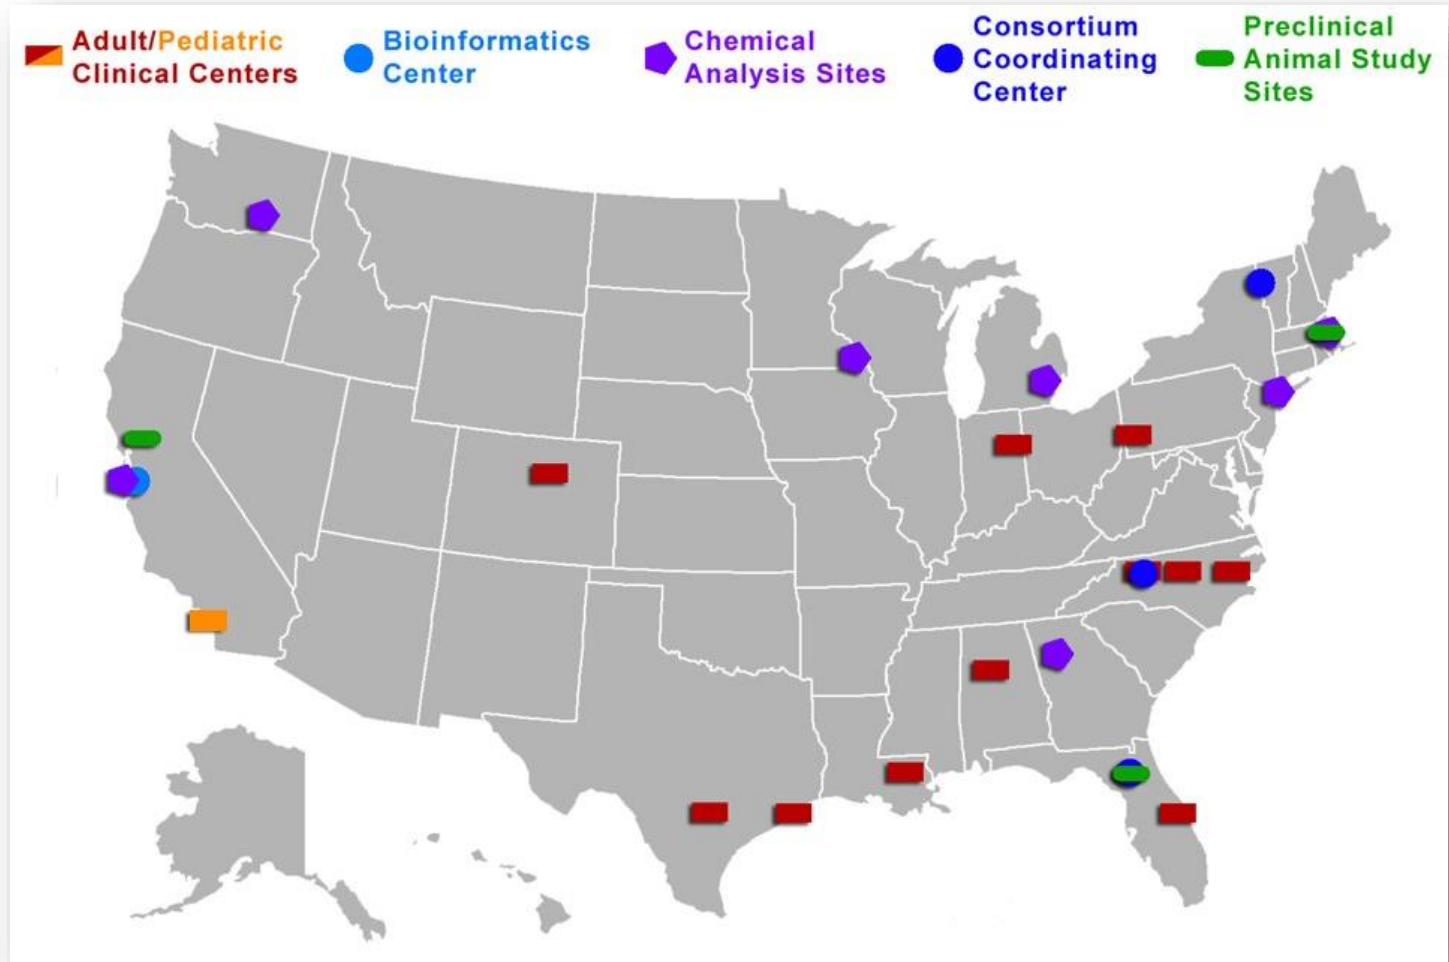 Adult/Pediatric
Clinical Centers
Bioinformatics
Center
Chemical
Analysis Sites
Consortium
Coordinating
Center
Preclinical
Animal Study
Sites